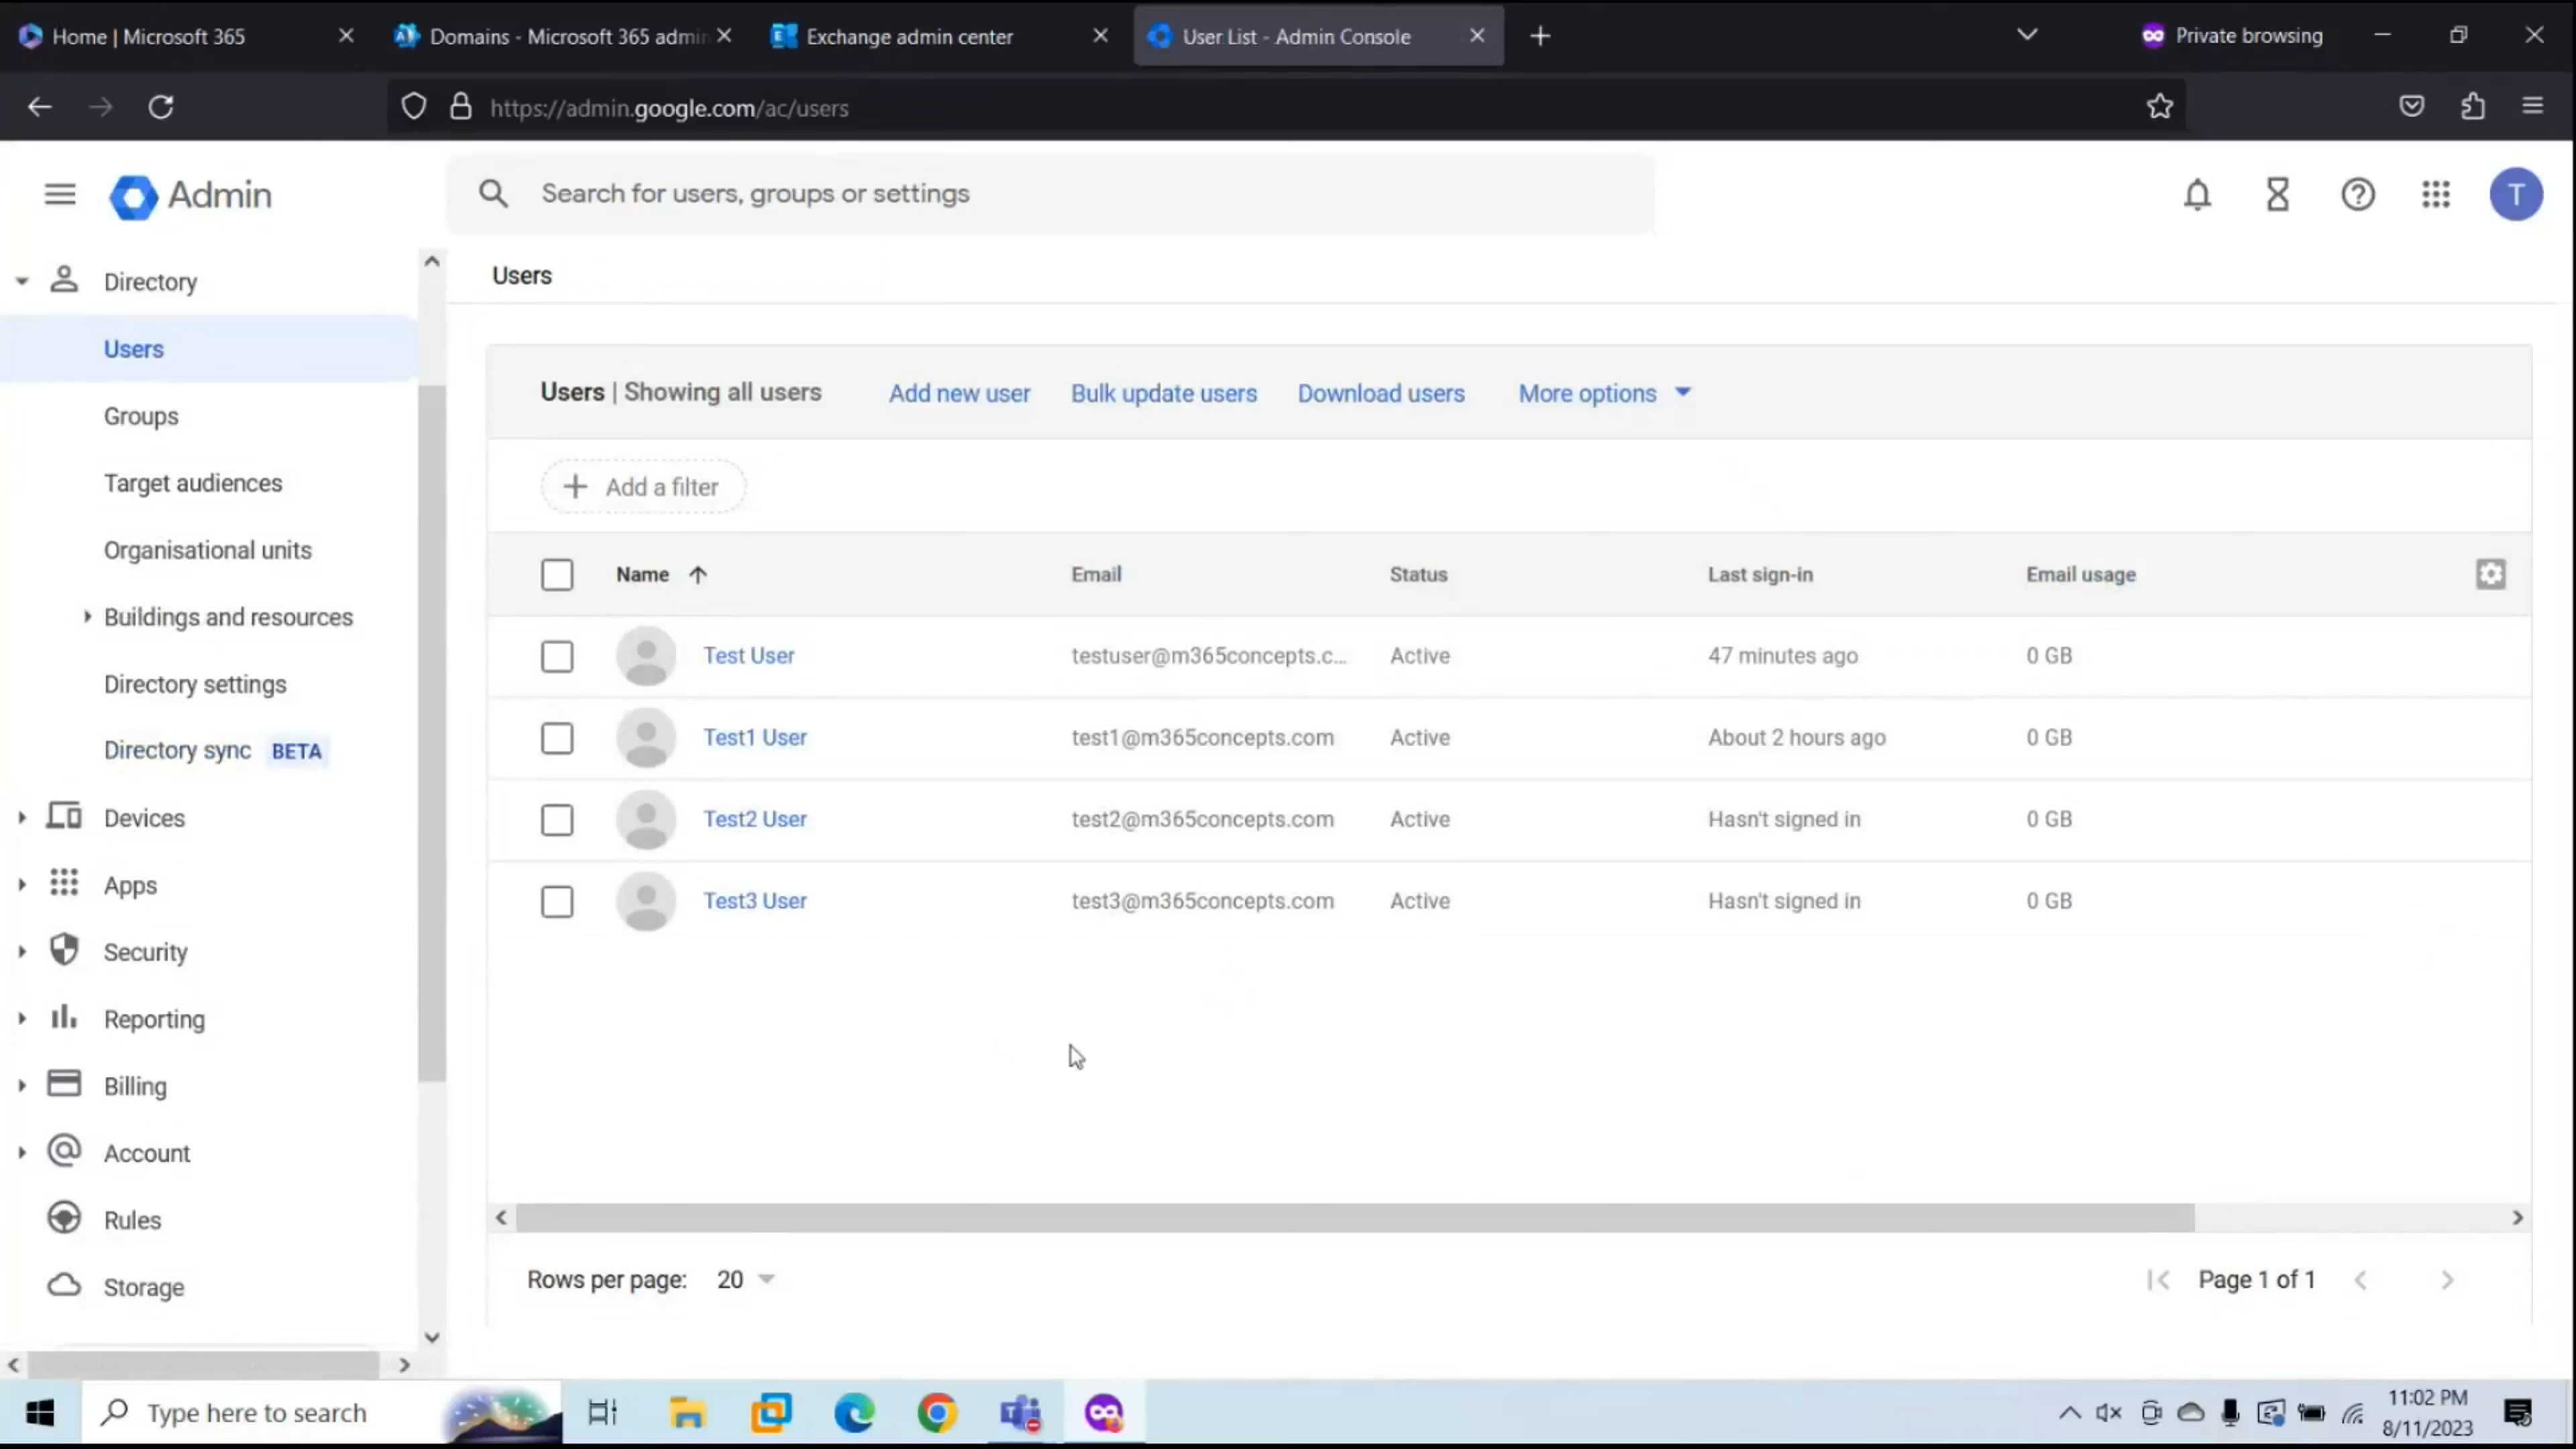 Home | Microsoft 365
Domains - Microsoft 365 admin
Exchange admin center
User List - Admin Console
Private browsing
https://admin.google.com/ac/users
Admin
Search for users, groups or settings
T
Directory
Users
Groups
Target audiences
Organisational units
Buildings and resources
Directory settings
Directory sync BETA
Devices
Apps
Security
Reporting
Billing
Account
Rules
Storage
Users
Users | Showing all users Add new user Bulk update users Download users More options
Add a filter
Name Email Status Last sign-in Email usage
Test User testuser@m365concepts.c... Active 47 minutes ago 0 GB
Test1 User test1@m365concepts.com Active About 2 hours ago 0 GB
Test2 User test2@m365concepts.com Active Hasn't signed in 0 GB
Test3 User test3@m365concepts.com Active Hasn't signed in 0 GB
Rows per page: 20 Page 1 of 1
Type here to search
11:02 PM
8/11/2023